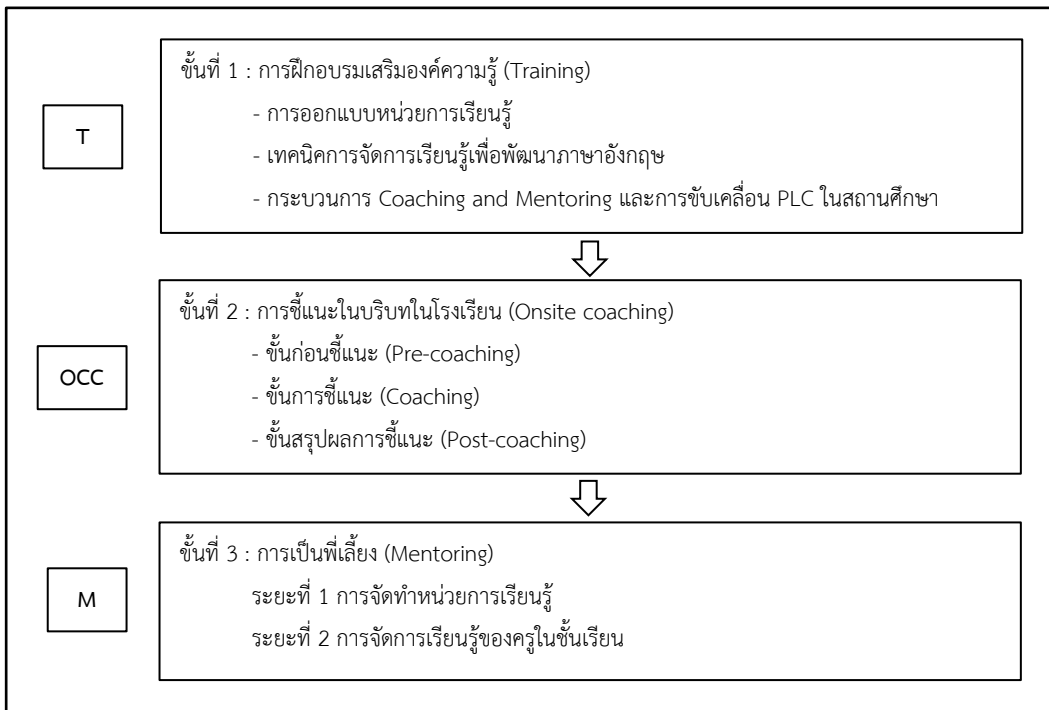 T
ขั้นที่ 1 : การฝึกอบรมเสริมองค์ความรู้ (Training)
- การออกแบบหน่วยการเรียนรู้
- เทคนิคการจัดการเรียนรู้เพื่อพัฒนาภาษาอังกฤษ
- กระบวนการ Coaching and Mentoring และการขับเคลื่อน PLC ในสถานศึกษา
OCC
ขั้นที่ 2 : การชี้แนะในบริบทในโรงเรียน (Onsite coaching)
- ขั้นก่อนชี้แนะ (Pre-coaching)
- ขั้นการชี้แนะ (Coaching)
- ขั้นสรุปผลการชี้แนะ (Post-coaching)
M
ขั้นที่ 3 : การเป็นพี่เลี้ยง (Mentoring)
ระยะที่ 1 การจัดทำหน่วยการเรียนรู้
ระยะที่ 2 การจัดการเรียนรู้ของครูในชั้นเรียน